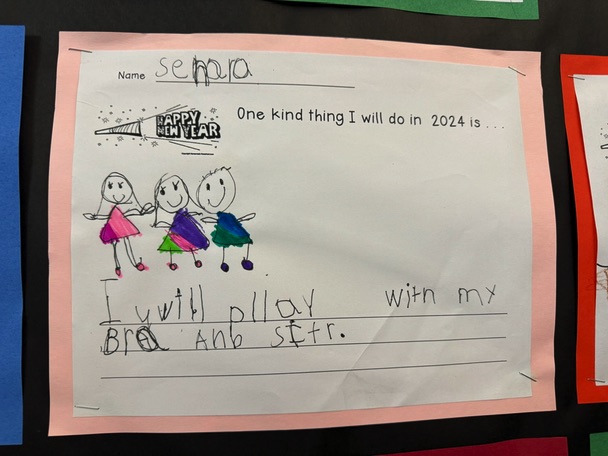 Name senara
HAPPY NEW YEAR
One kind thing I will do in 2024 is ...
I will pllay with my
BRa Anb sitr.